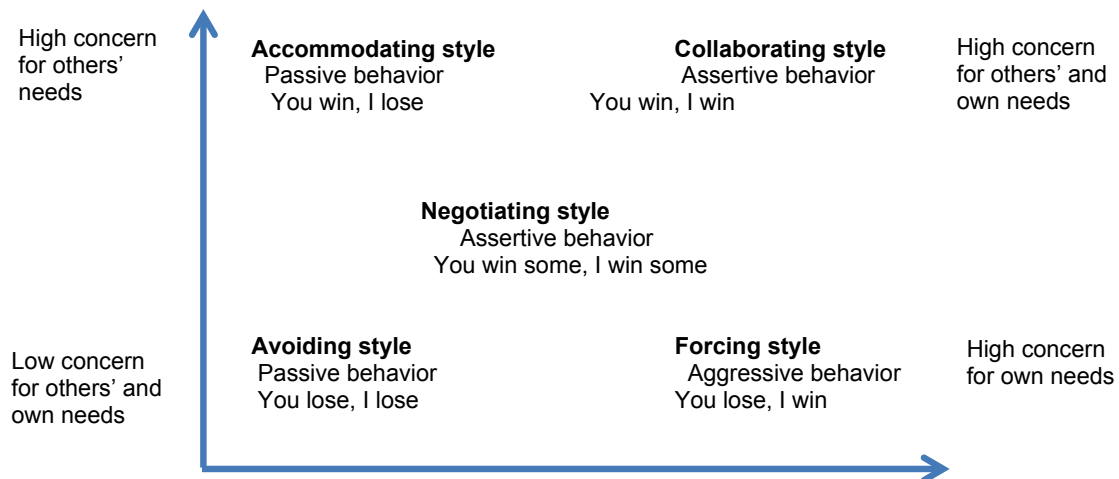 High concern
for others’
needs
Accommodating style
Passive behavior
You win, I lose
Collaborating style
Assertive behavior
You win, I win
High concern
for others’ and
own needs
Negotiating style
Assertive behavior
You win some, I win some
Low concern
for others’ and
own needs
Avoiding style
Passive behavior
You lose, I lose
Forcing style
Aggressive behavior
You lose, I win
High concern
for own needs